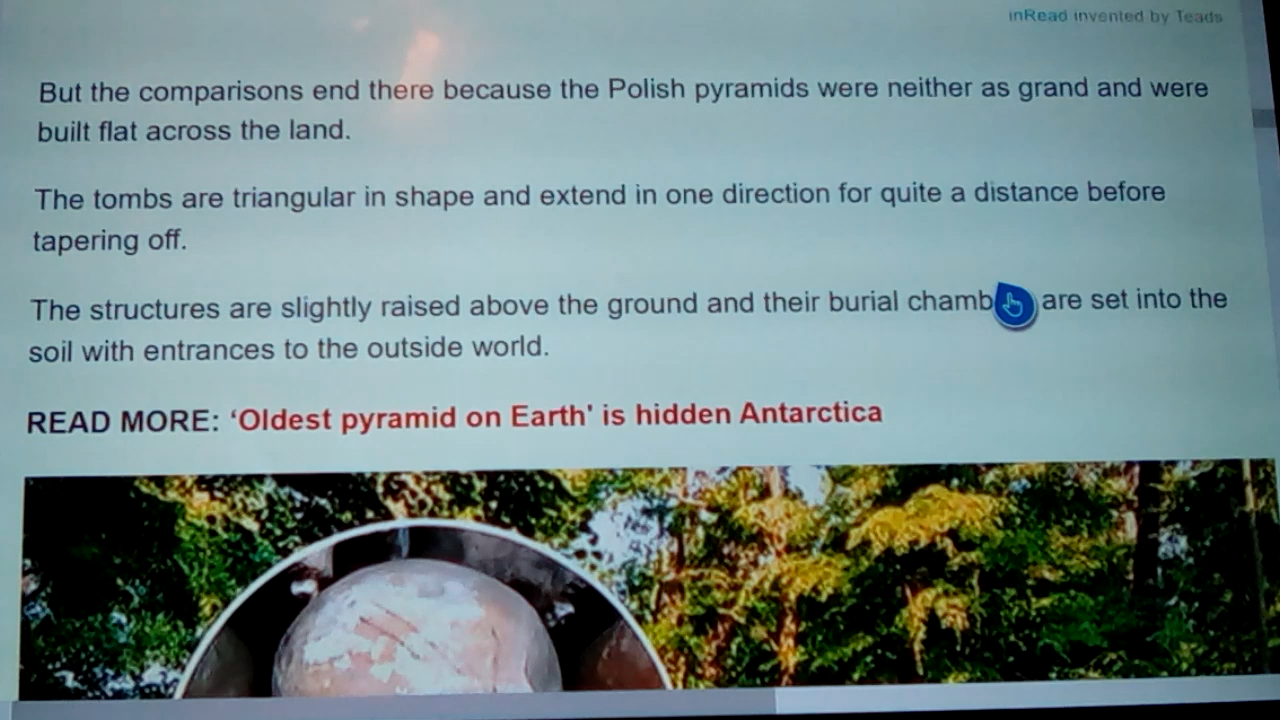 inRead invented by Teads
But the comparisons end there because the Polish pyramids were neither as grand and were
built flat across the land.
The tombs are triangular in shape and extend in one direction for quite a distance before
tapering off.
The structures are slightly raised above the ground and their burial chamb are set into the
soil with entrances to the outside world.
READ MORE: ‘Oldest pyramid on Earth' is hidden Antarctica